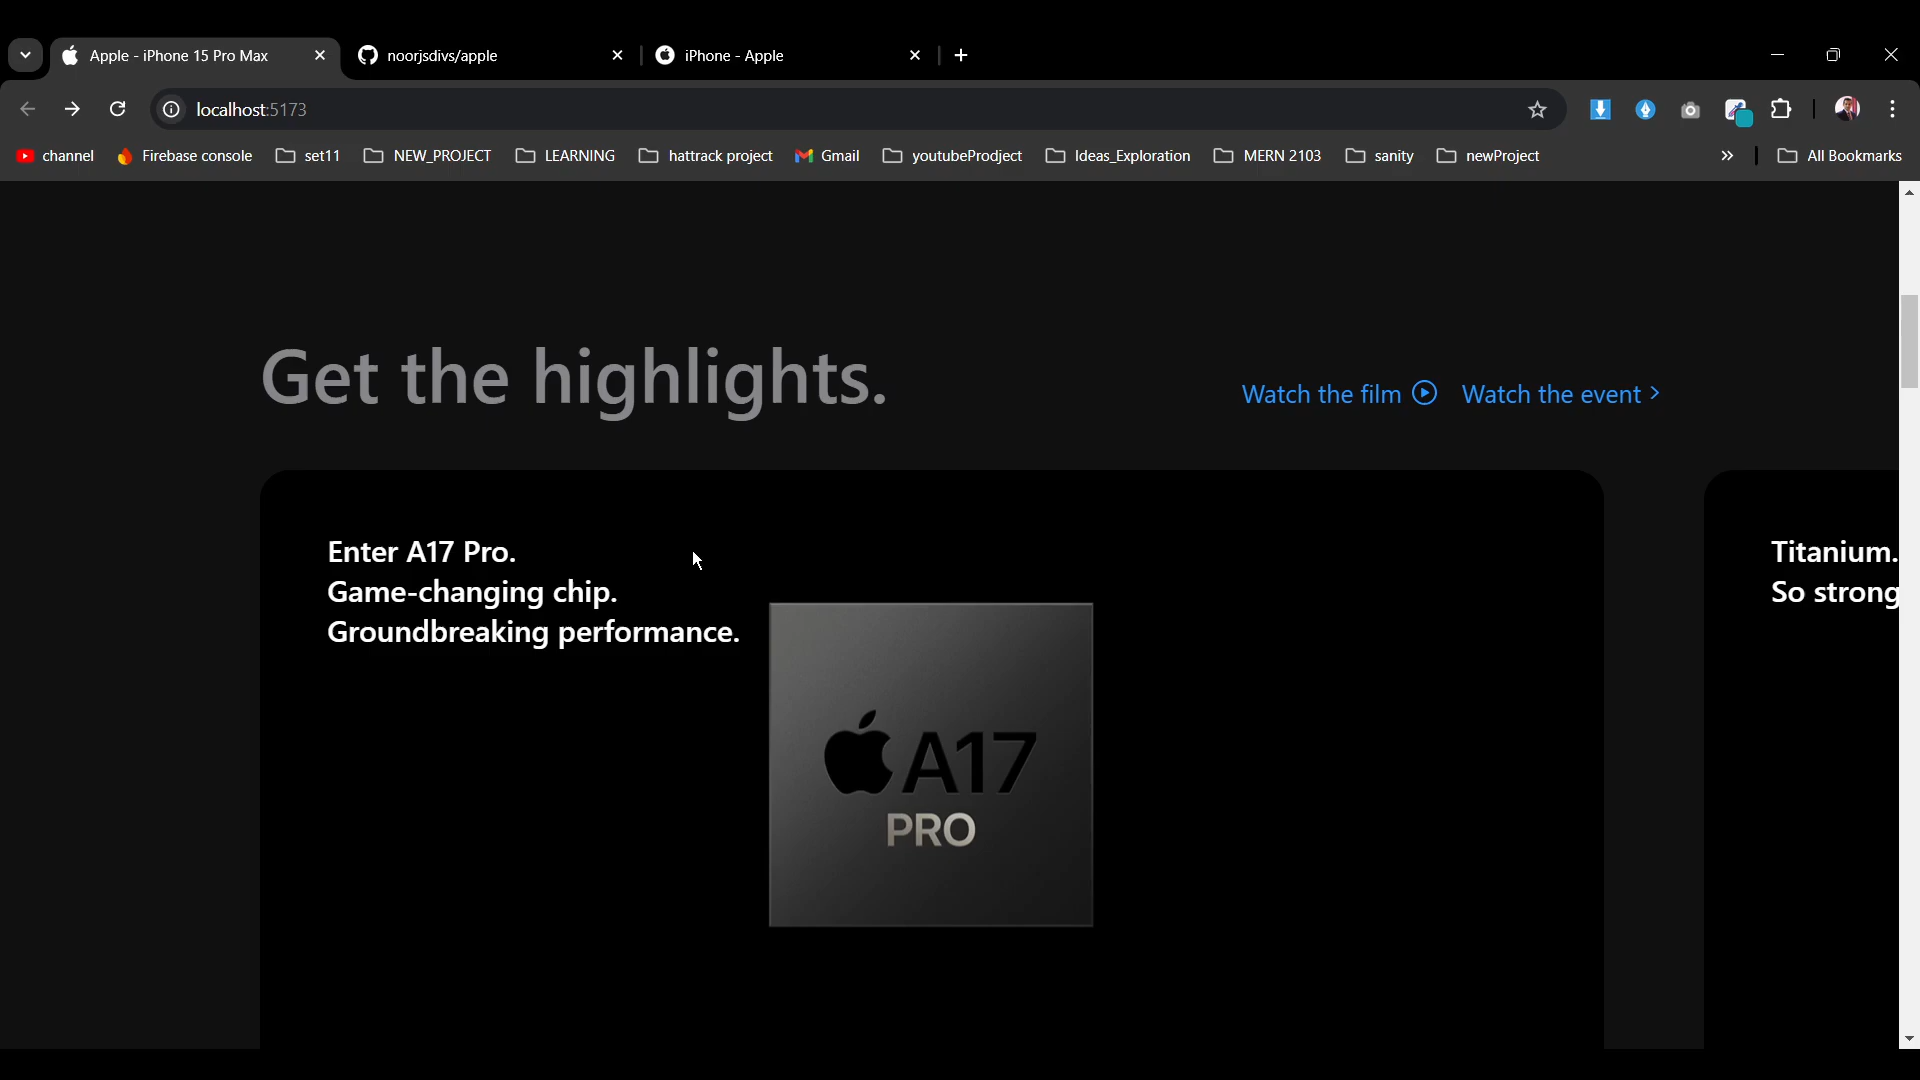 Apple - iPhone 15 Pro Max
noorjsdivs/apple
iPhone - Apple
localhost:5173
channel
Firebase console
set11
NEW_PROJECT
LEARNING
hattrack project
Gmail
youtubeProdject
Ideas_Exploration
MERN 2103
sanity
newProject
All Bookmarks
Get the highlights.
Watch the film
Watch the event
Enter A17 Pro.
Game-changing chip.
Groundbreaking performance.
A17
PRO
Titanium.
So strong